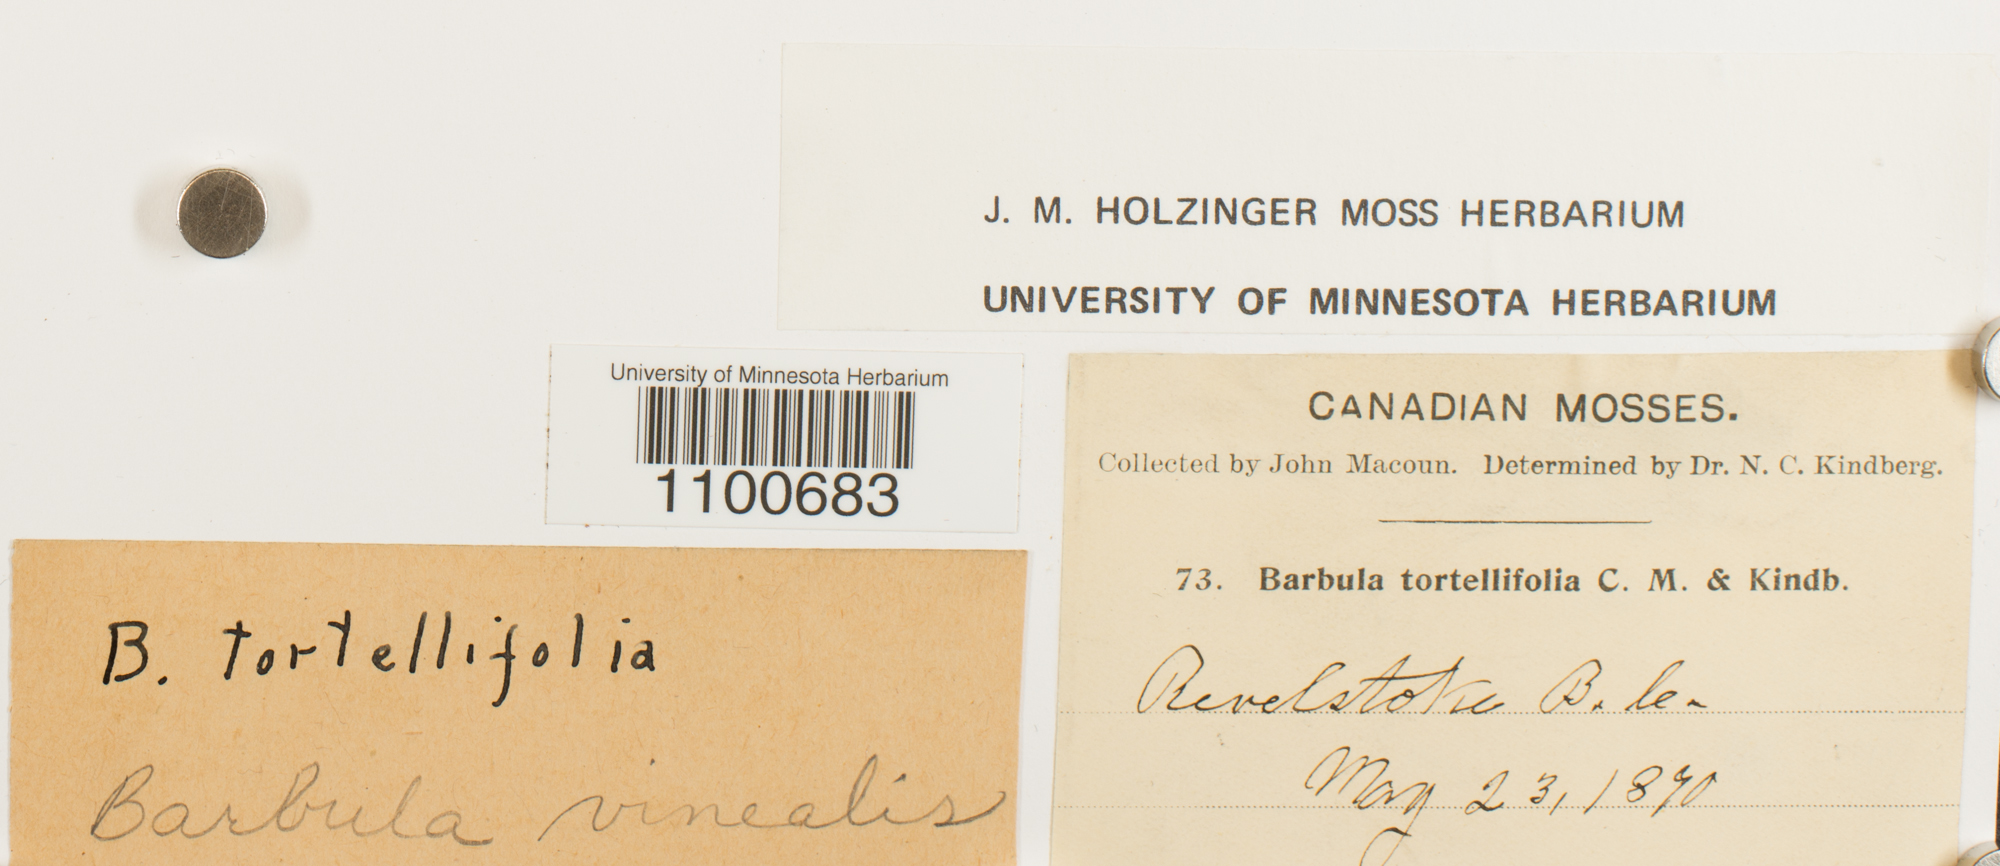 J. M. HOLZINGER MOSS HERBARIUM
UNIVERSITY OF MINNESOTA HERBARIUM
University of Minnesota Herbarium
1100683
CANADIAN MOSSES.
Collected by John Macoun. Determined by Dr. N. C. Kindberg.
73. Barbula tortellifolia C. M. & Kindb.
Revelstoke B. C.
May 23, 1890
B. tortellifolia
Barbula vinealis